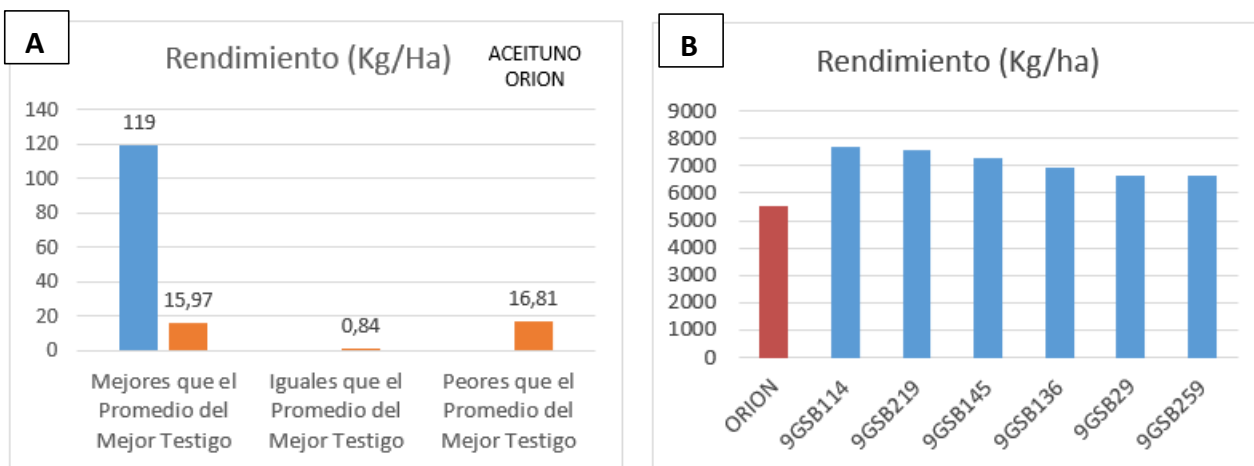 A
Rendimiento (Kg/Ha)
ACEITUNO
ORION
140
120
100
80
60
40
20
0
119
15,97
0,84
16,81
Mejores que el
Promedio del
Mejor Testigo
Iguales que el
Promedio del
Mejor Testigo
Peores que el
Promedio del
Mejor Testigo
B
Rendimiento (Kg/ha)
9000
8000
7000
6000
5000
4000
3000
2000
1000
0
ORION
9GSB114
9GSB219
9GSB145
9GSB136
9GSB29
9GSB259